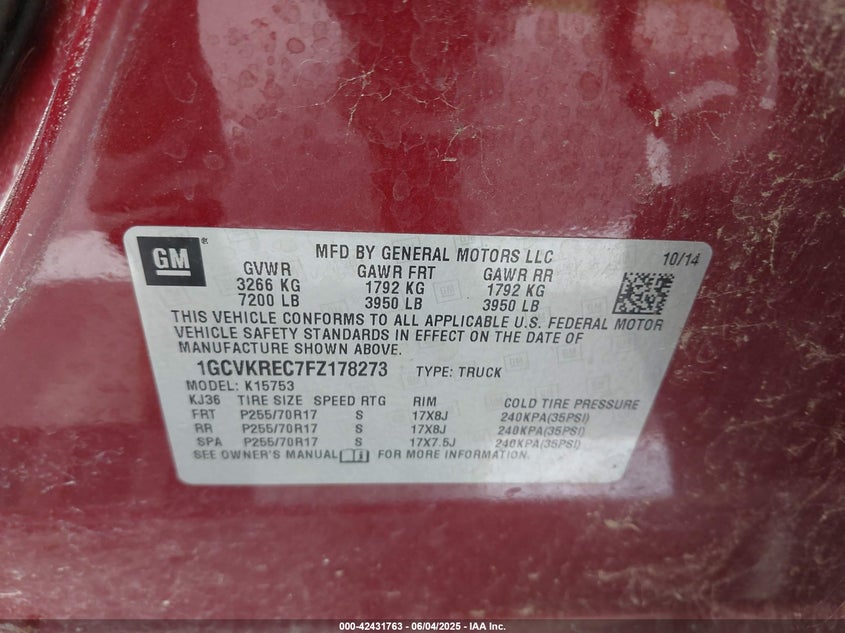 GM ®
MFD BY GENERAL MOTORS LLC 10/14
GVWR GAWR FRT GAWR RR
3266 KG 1792 KG 1792 KG
7200 LB 3950 LB 3950 LB
THIS VEHICLE CONFORMS TO ALL APPLICABLE U.S. FEDERAL MOTOR
VEHICLE SAFETY STANDARDS IN EFFECT ON THE DATE OF
MANUFACTURE SHOWN ABOVE.
1GCVKREC7FZ178273 TYPE: TRUCK
MODEL: K15753
KJ36 TIRE SIZE SPEED RTG RIM COLD TIRE PRESSURE
FRT P255/70R17 S 17X8J 240KPA(35PSI)
RR P255/70R17 S 17X8J 240KPA(35PSI)
SPA P255/70R17 S 17X7.5J 240KPA(35PSI)
SEE OWNER'S MANUAL FOR MORE INFORMATION.
000-42431763 - 06/04/2025 - IAA Inc.